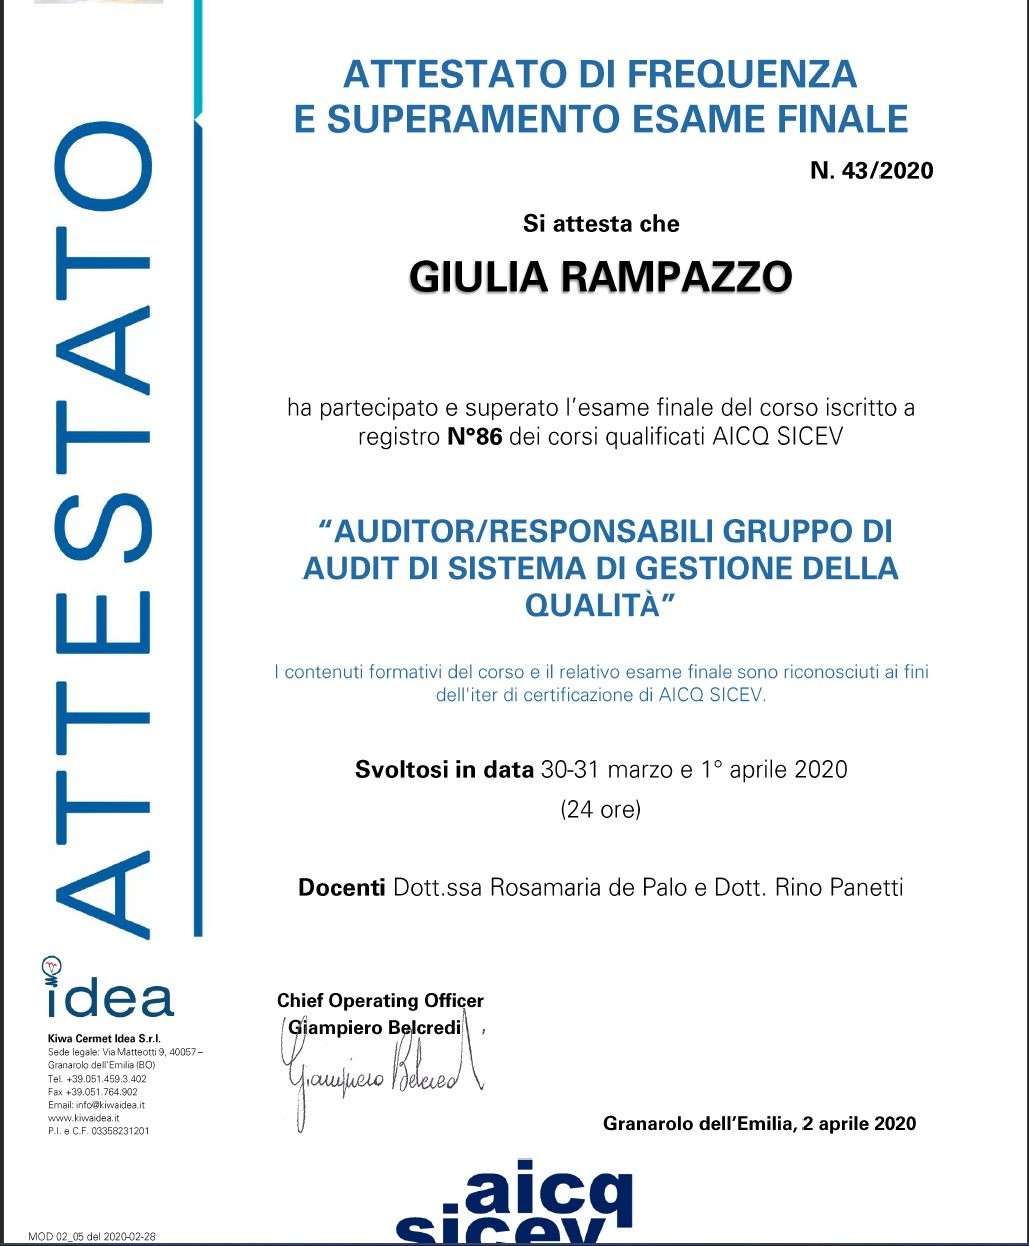 ATTESTATO
ATTESTATO DI FREQUENZA
E SUPERAMENTO ESAME FINALE
N. 43/2020
Si attesta che
GIULIA RAMPAZZO
ha partecipato e superato l'esame finale del corso iscritto a
registro N°86 dei corsi qualificati AICQ SICEV
“AUDITOR/RESPONSABILI GRUPPO DI
AUDIT DI SISTEMA DI GESTIONE DELLA
QUALITÀ”
I contenuti formativi del corso e il relativo esame finale sono riconosciuti ai fini
dell'iter di certificazione di AICQ SICEV.
Svoltosi in data 30-31 marzo e 1° aprile 2020
(24 ore)
Docenti Dott.ssa Rosamaria de Palo e Dott. Rino Panetti
idea
Kiwa Cermet Idea S.r.l.
Sede legale: Via Matteotti 9, 40057–
Granarolo dell'Emilia (BO)
Tel. +39.051.459.3.402
Fax +39.051.764.902
Email: info@kiwaidea.it
www.kiwaidea.it
P.I. e C.F. 03358231201
Chief Operating Officer
Giampiero Belcredi
Giampiero Belcredi
Granarolo dell'Emilia, 2 aprile 2020
aicq
sicev
MOD 02_05 del 2020-02-28